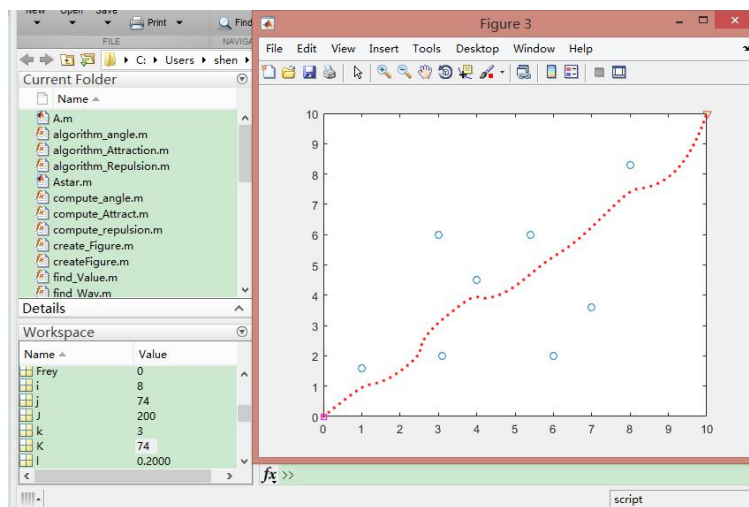 New Open Save
Print Find
FILE NAVIGA
C: Users shen
Current Folder
Name
A.m
algorithm_angle.m
algorithm_Attraction.m
algorithm_Repulsion.m
Astar.m
compute_angle.m
compute_Attract.m
compute_repulsion.m
create_Figure.m
createFigure.m
find_Value.m
find_Way.m
Details
Workspace
Name Value
Frey 0
i 8
j 74
J 200
k 3
K 74
l 0.2000
Figure 3
File Edit View Insert Tools Desktop Window Help
10
9
8
7
6
5
4
3
2
1
0
0 1 2 3 4 5 6 7 8 9 10
fx >>
script